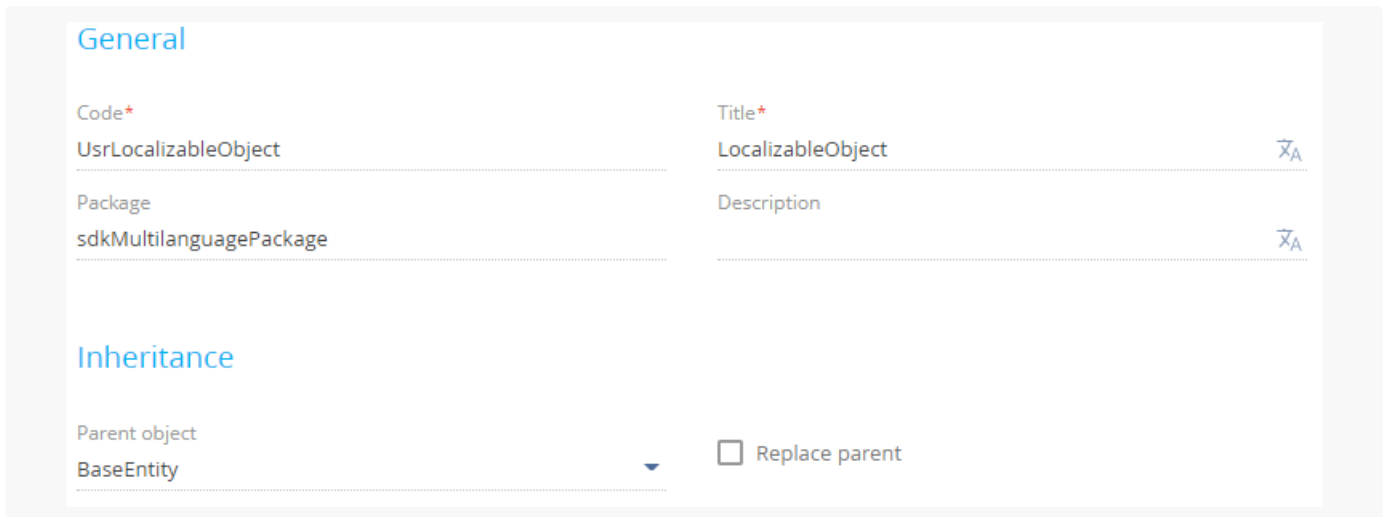 General
Code* Title*
UsrLocalizableObject LocalizableObject
Package Description
sdkMultilanguagePackage
Inheritance
Parent object
Replace parent
BaseEntity